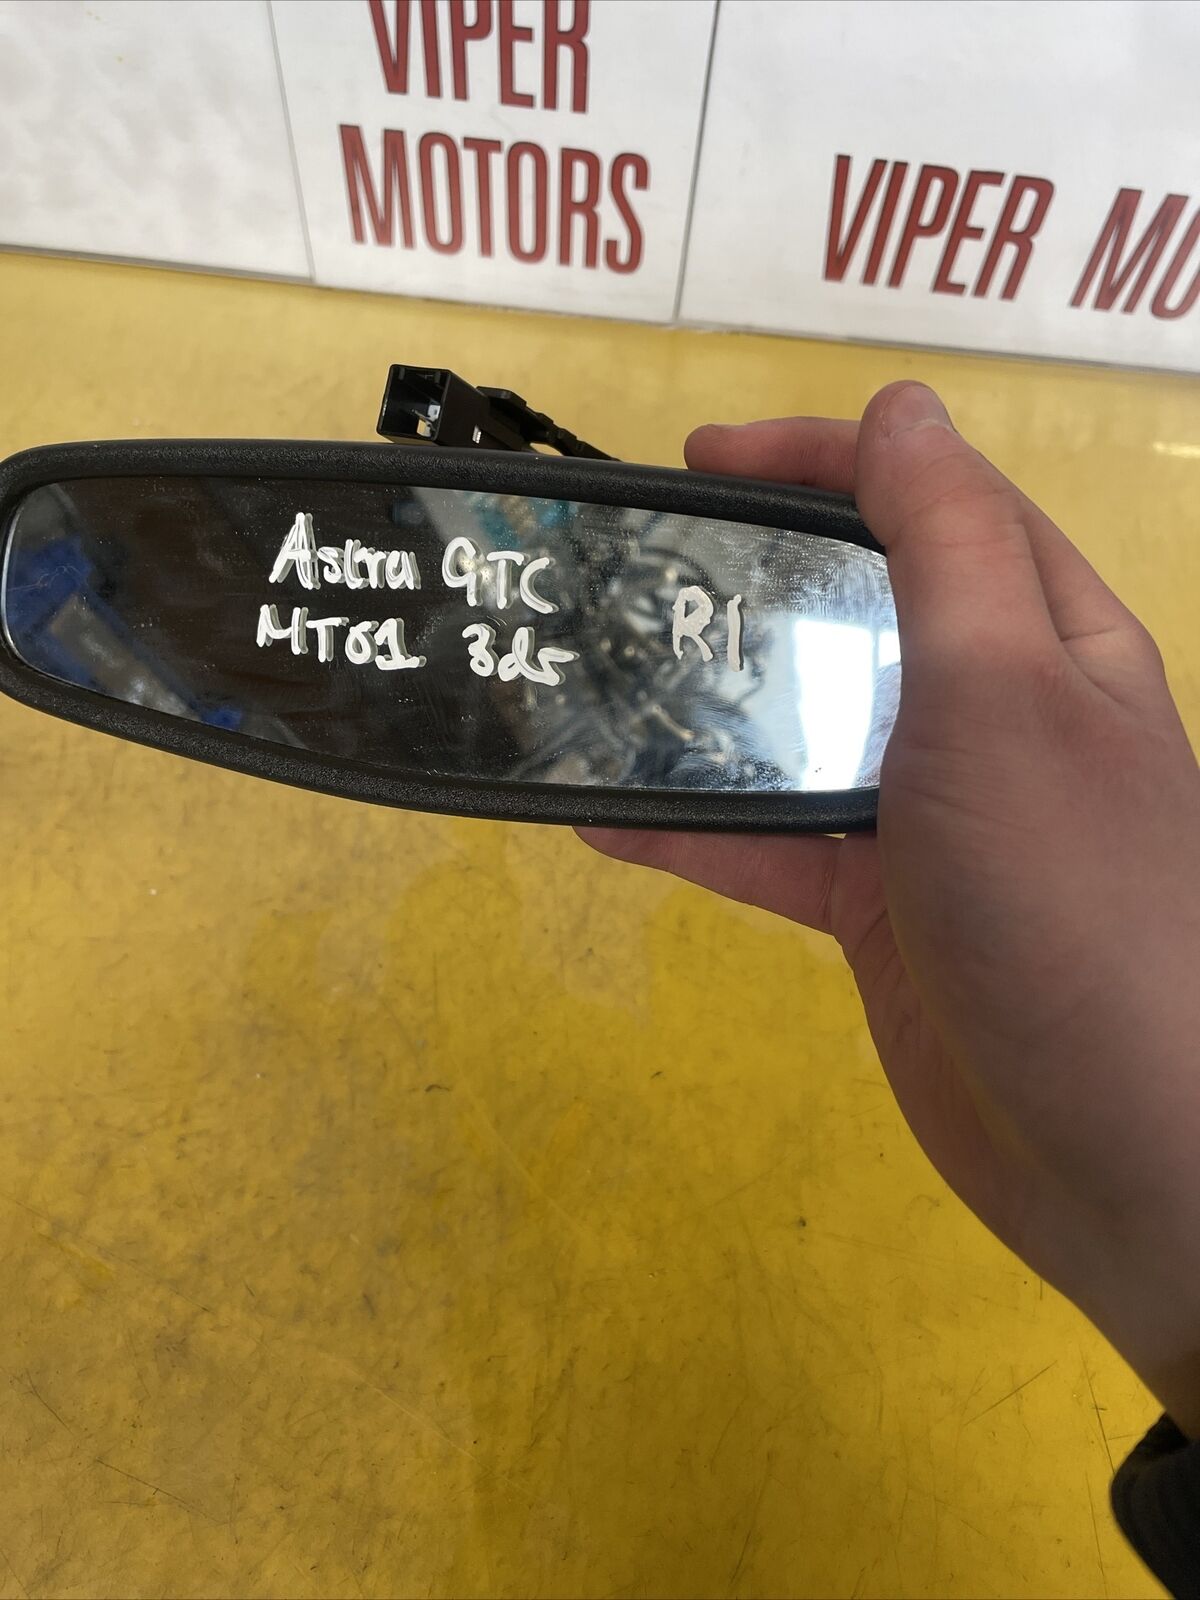 VIPER
MOTORS
VIPER MO
Astra GTC
MT01 3dr
R1